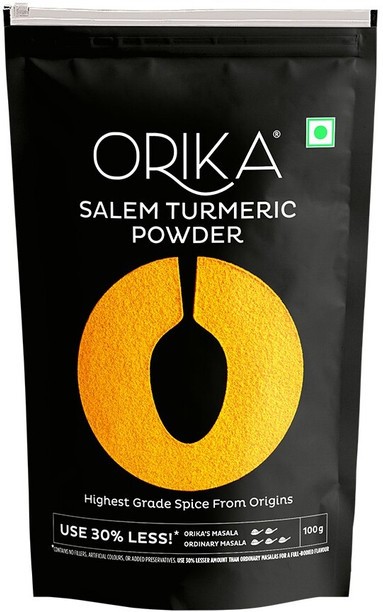 ORIKA®
SALEM TURMERIC
POWDER
Highest Grade Spice From Origins
USE 30% LESS!*
ORIKA'S MASALA
ORDINARY MASALA
100g
*CONTAINS NO FILLERS, ARTIFICIAL COLOURS, OR ADDED PRESERVATIVES. USE 30% LESSER AMOUNT THAN ORDINARY MASALAS FOR A FULL-BODIED FLAVOUR